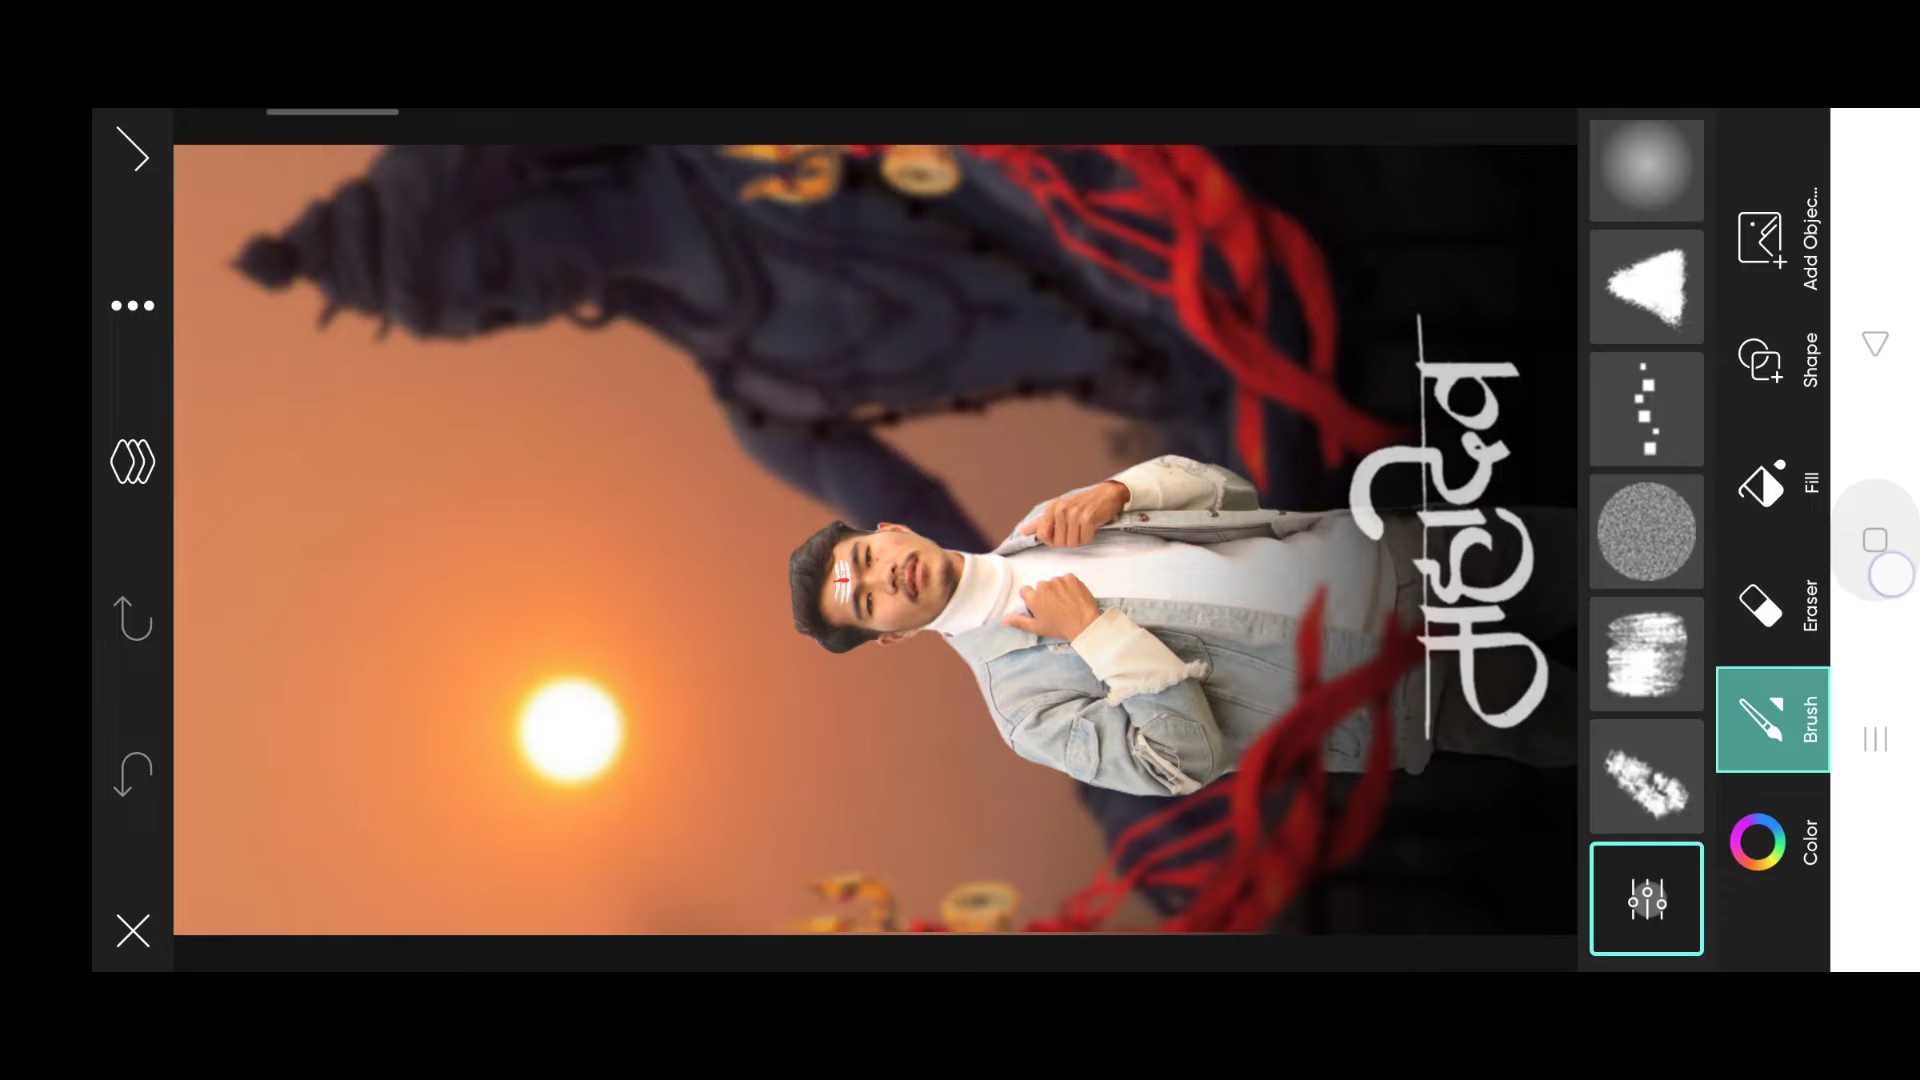 महादेव
Color
Brush
Eraser
Fill
Shape
Add Objec...